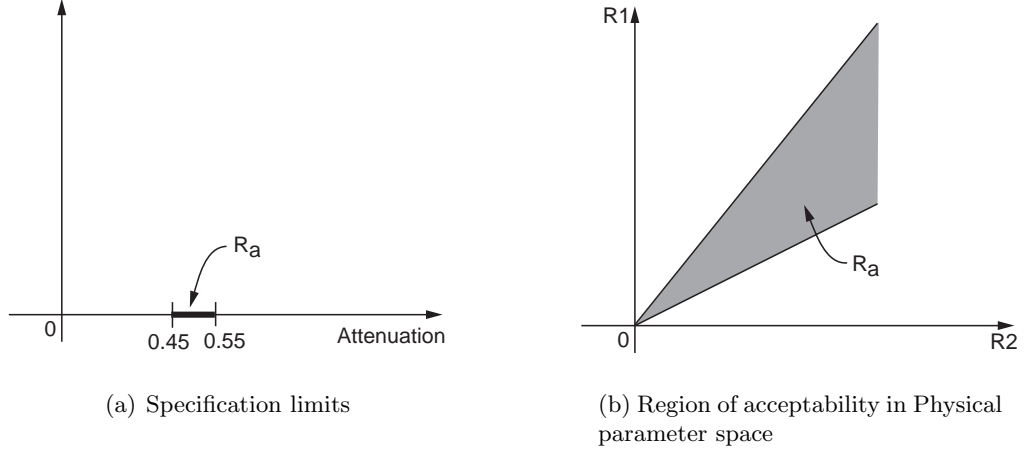 Ra
0
0.45 0.55
Attenuation
(a) Specification limits
R1
Ra
0
R2
(b) Region of acceptability in Physical
parameter space